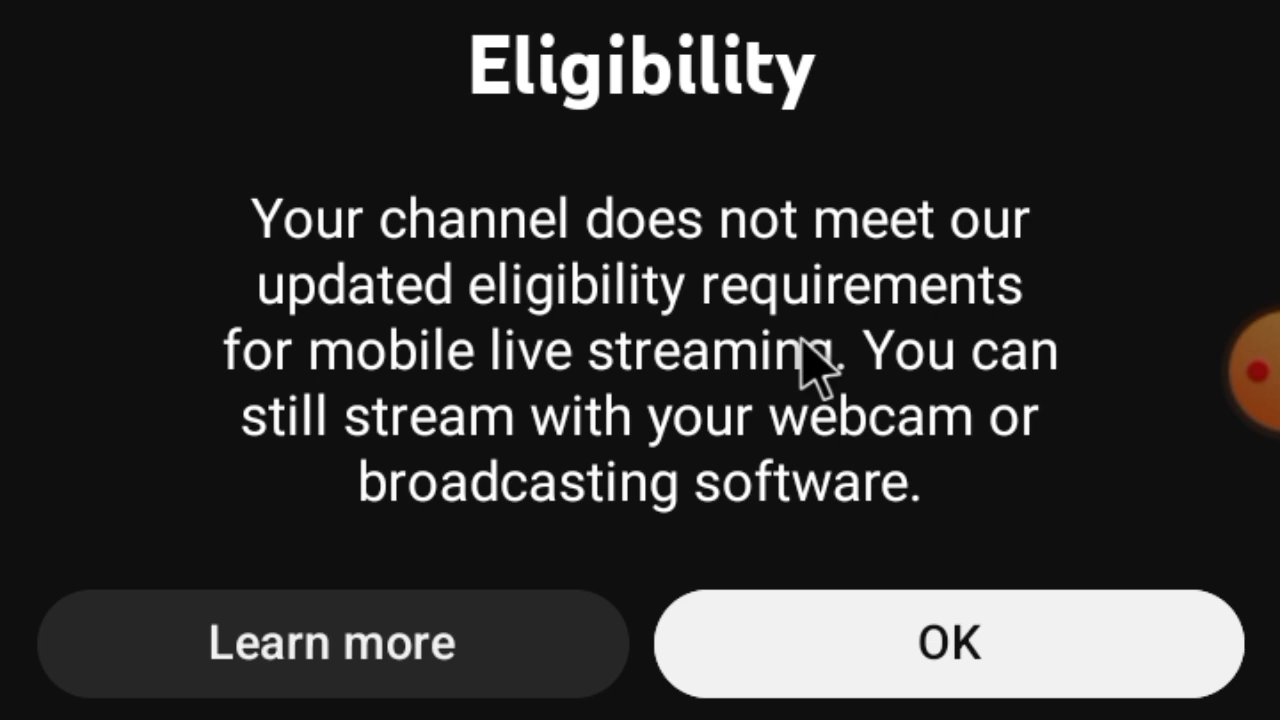 Eligibility
Your channel does not meet our
updated eligibility requirements
for mobile live streaming. You can
still stream with your webcam or
broadcasting software.
Learn more
OK